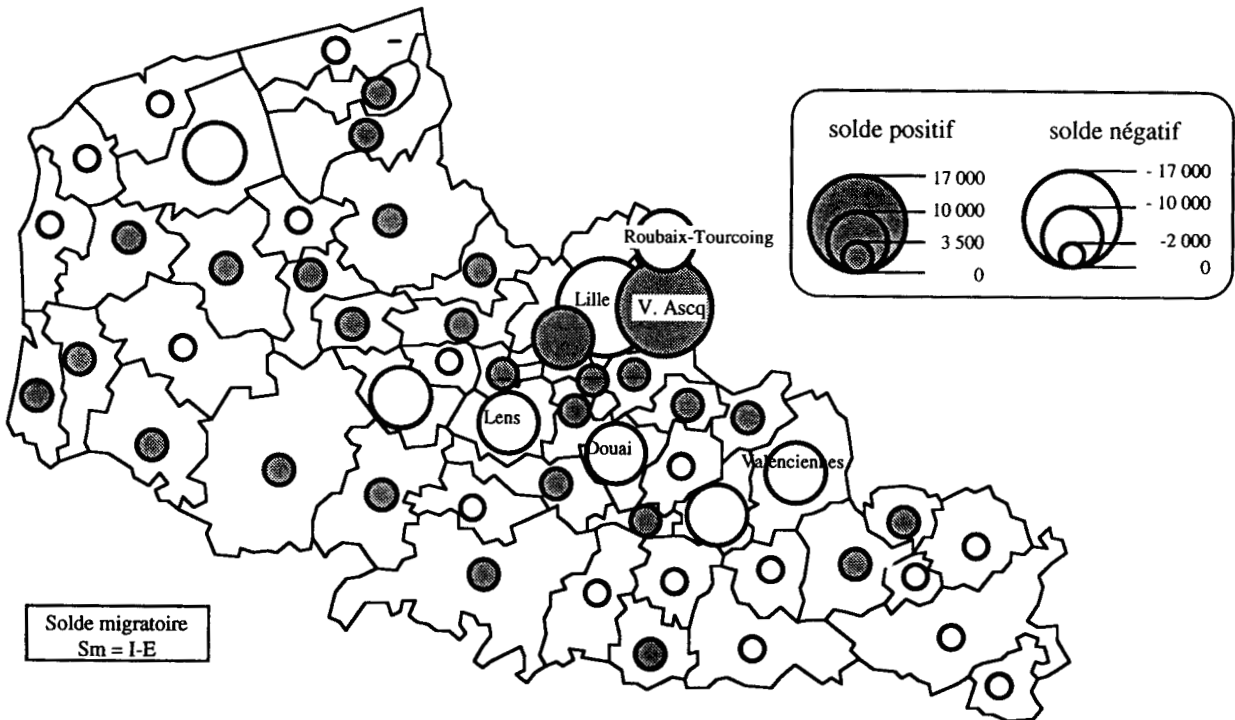 solde positif
solde négatif
17 000
10 000
3 500
0
- 17 000
- 10 000
-2 000
0
Roubaix-Tourcoing
Lille
V. Ascq
Lens
Douai
Valenciennes
Solde migratoire
Sm = I-E